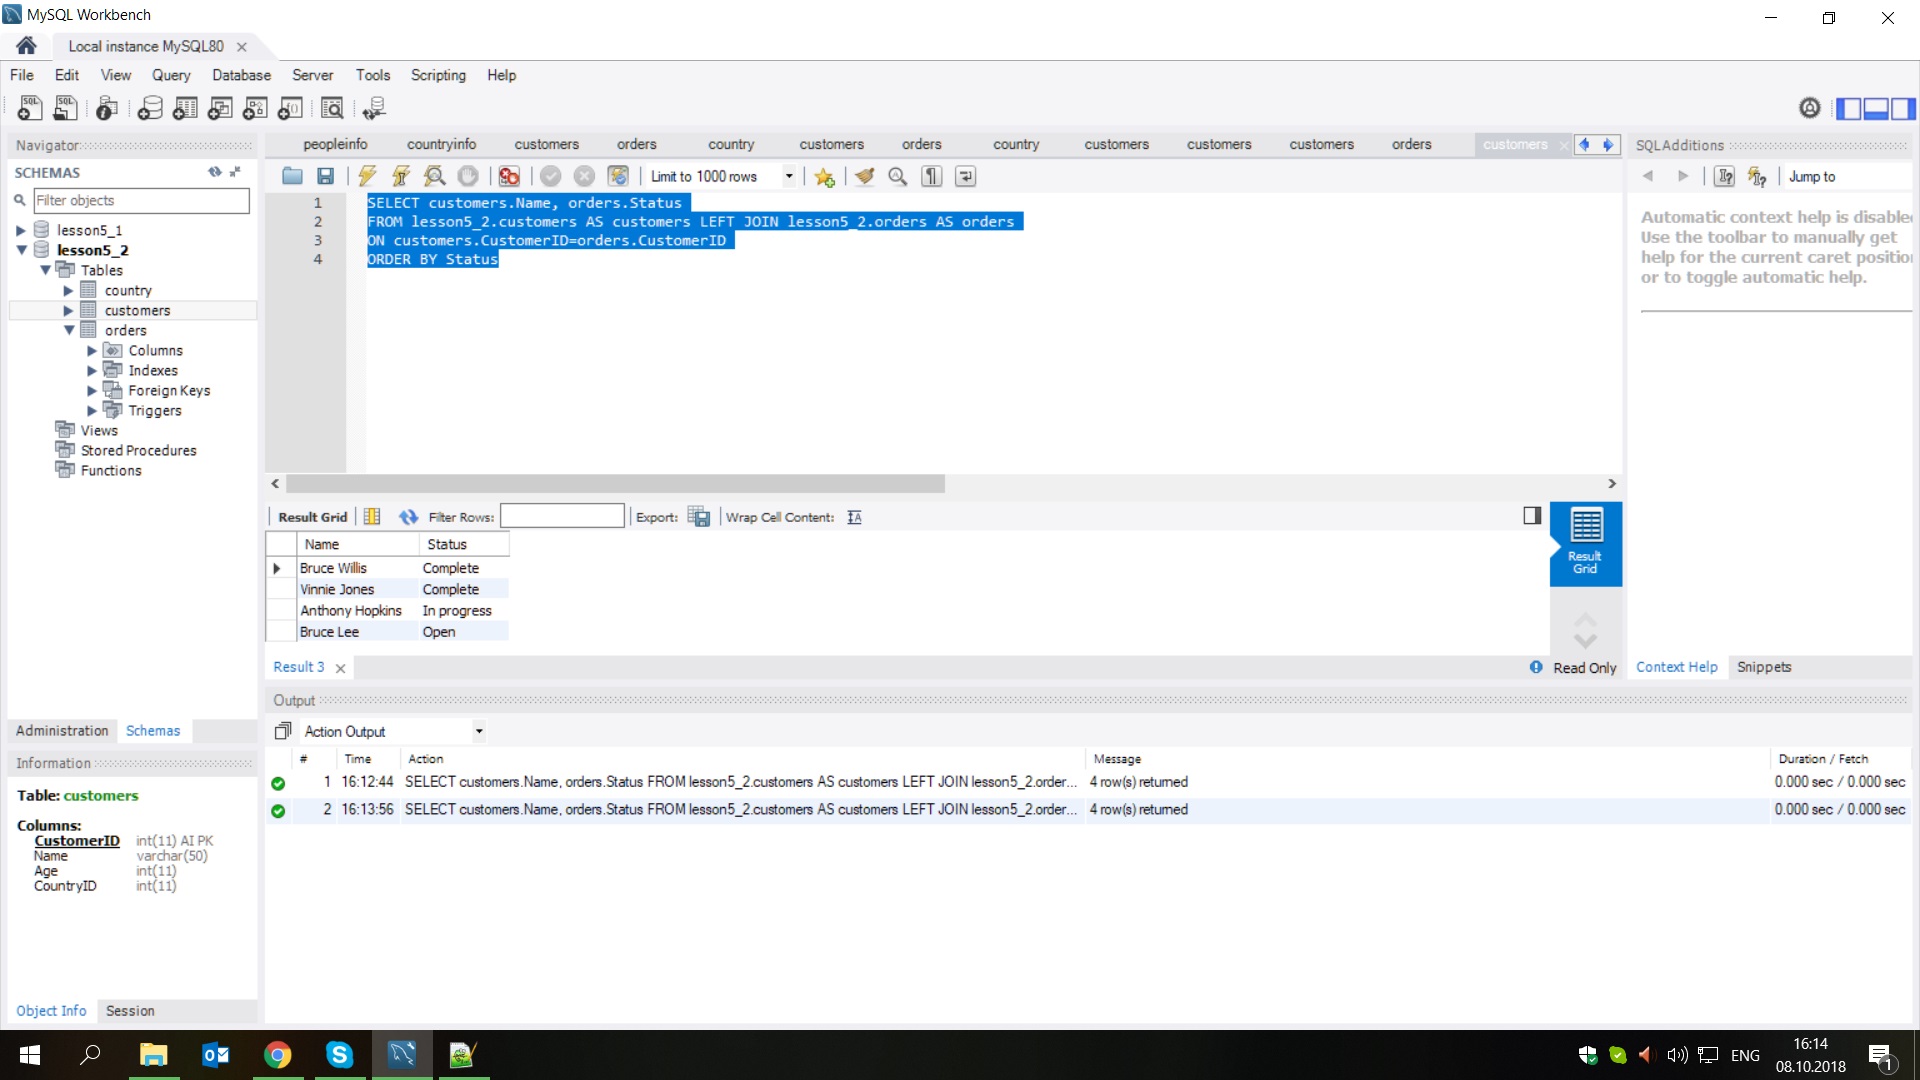 MySQL Workbench
Local instance MySQL80
File Edit View Query Database Server Tools Scripting Help
Navigator
SCHEMAS
Filter objects
lesson5_1
lesson5_2
Tables
country
customers
orders
Columns
Indexes
Foreign Keys
Triggers
Views
Stored Procedures
Functions
Administration Schemas
Information
Table: customers
Columns:
CustomerID int(11) AI PK
Name varchar(50)
Age int(11)
CountryID int(11)
Object Info Session
peopleinfo countryinfo customers orders country customers orders country customers customers customers orders customers
Limit to 1000 rows
1 SELECT customers.Name, orders.Status
2 FROM lesson5_2.customers AS customers LEFT JOIN lesson5_2.orders AS orders
3 ON customers.CustomerID=orders.CustomerID
4 ORDER BY Status
Result Grid Filter Rows: Export: Wrap Cell Content:
Name Status
Bruce Willis Complete
Vinnie Jones Complete
Anthony Hopkins In progress
Bruce Lee Open
Result Grid
Result 3
Read Only
SQLAdditions
Jump to
Automatic context help is disabled
Use the toolbar to manually get
help for the current caret position
or to toggle automatic help.
Context Help Snippets
Output
Action Output
# Time Action Message Duration / Fetch
1 16:12:44 SELECT customers.Name, orders.Status FROM lesson5_2.customers AS customers LEFT JOIN lesson5_2.order... 4 row(s) returned 0.000 sec / 0.000 sec
2 16:13:56 SELECT customers.Name, orders.Status FROM lesson5_2.customers AS customers LEFT JOIN lesson5_2.order... 4 row(s) returned 0.000 sec / 0.000 sec
ENG
16:14
08.10.2018
1